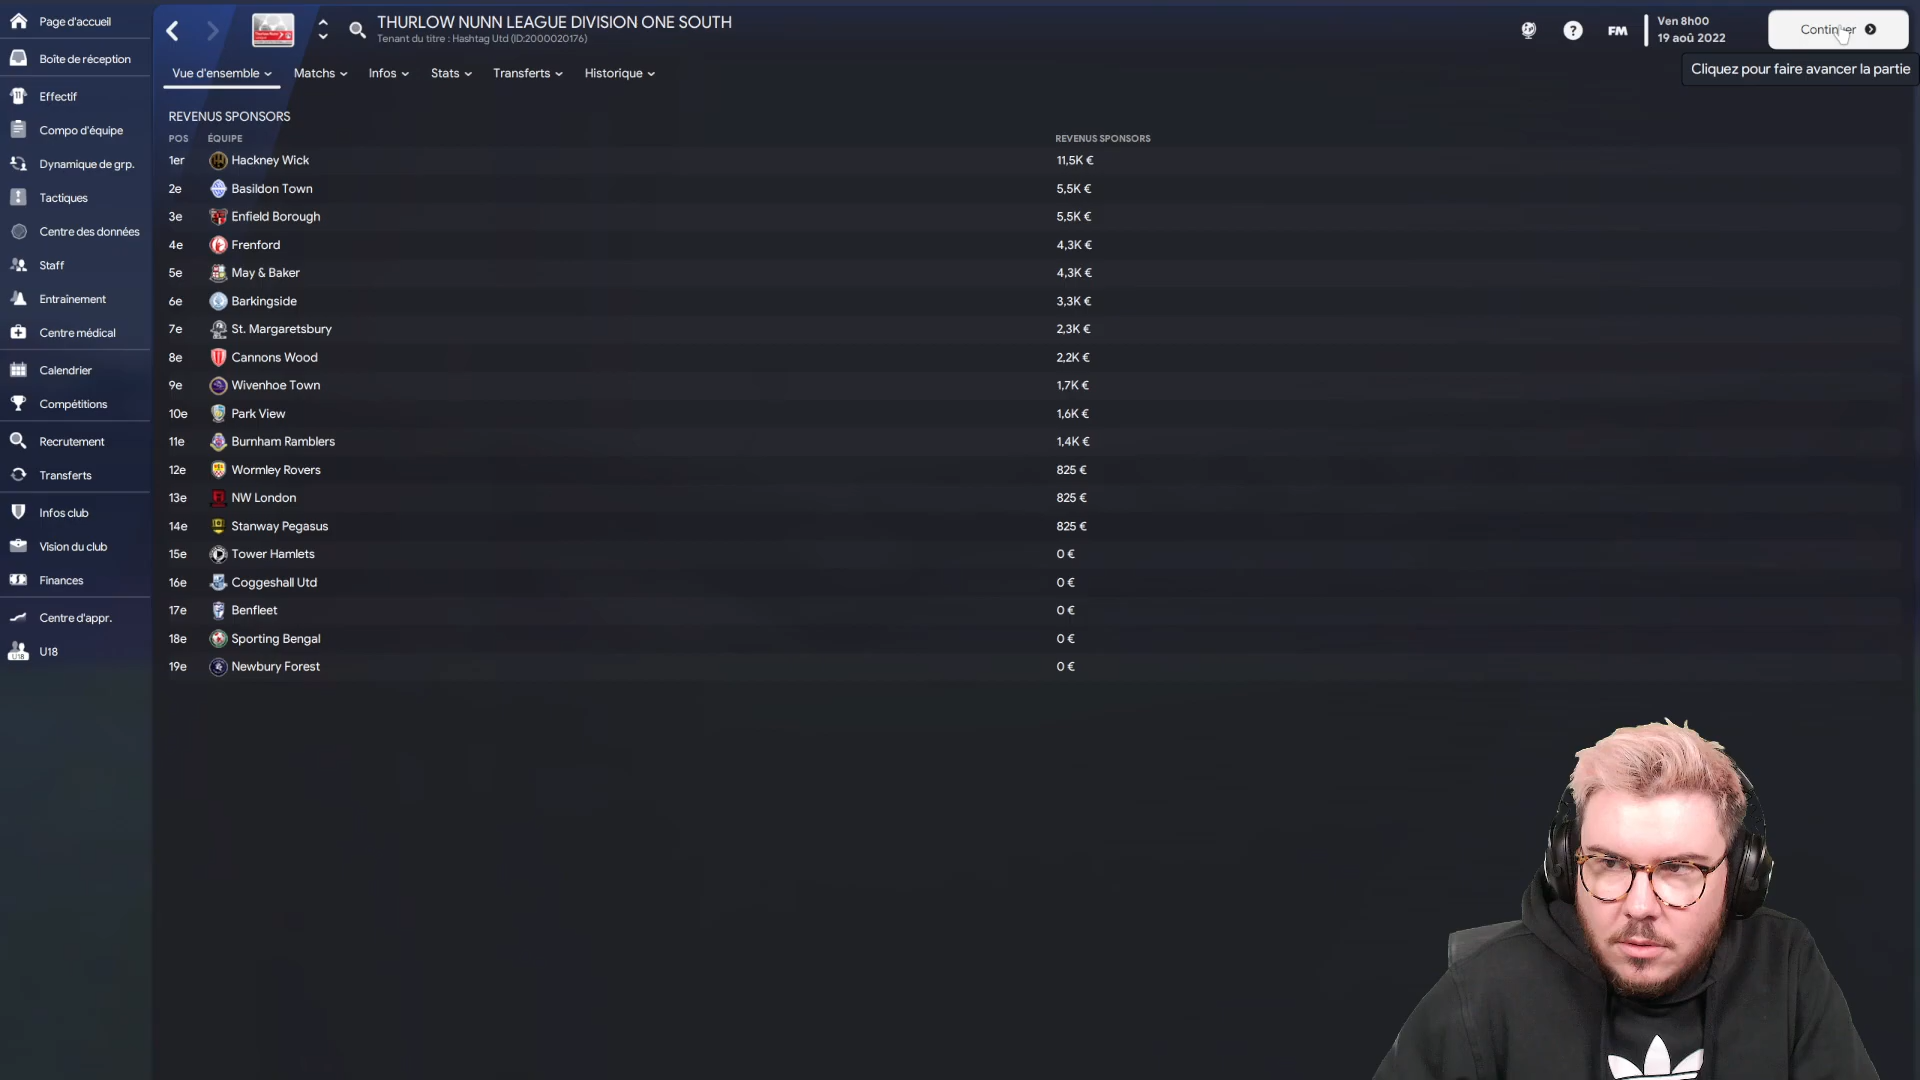 Page d'accueil
Boîte de réception
Effectif
Compo d'équipe
Dynamique de grp.
Tactiques
Centre des données
Staff
Entraînement
Centre médical
Calendrier
Compétitions
Recrutement
Transferts
Infos club
Vision du club
Finances
Centre d'appr.
U18
THURLOW NUNN LEAGUE DIVISION ONE SOUTH
Tenant du titre : Hashtag Utd (ID:2000020176)
FM
Ven 8h00
19 aoû 2022
Continuer
Cliquez pour faire avancer la partie
Vue d'ensemble Matchs Infos Stats Transferts Historique
REVENUS SPONSORS
POS ÉQUIPE REVENUS SPONSORS
1er Hackney Wick 11,5K €
2e Basildon Town 5,5K €
3e Enfield Borough 5,5K €
4e Frenford 4,3K €
5e May & Baker 4,3K €
6e Barkingside 3,3K €
7e St. Margaretsbury 2,3K €
8e Cannons Wood 2,2K €
9e Wivenhoe Town 1,7K €
10e Park View 1,6K €
11e Burnham Ramblers 1,4K €
12e Wormley Rovers 825 €
13e NW London 825 €
14e Stanway Pegasus 825 €
15e Tower Hamlets 0 €
16e Coggeshall Utd 0 €
17e Benfleet 0 €
18e Sporting Bengal 0 €
19e Newbury Forest 0 €